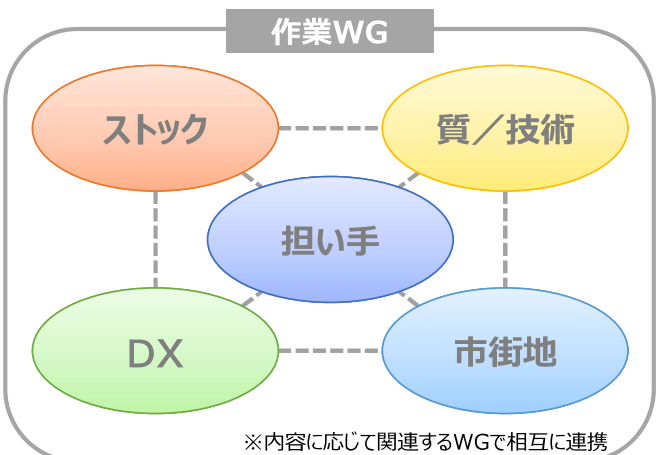 作業WG
ストック
質／技術
担い手
DX
市街地
※内容に応じて関連するWGで相互に連携